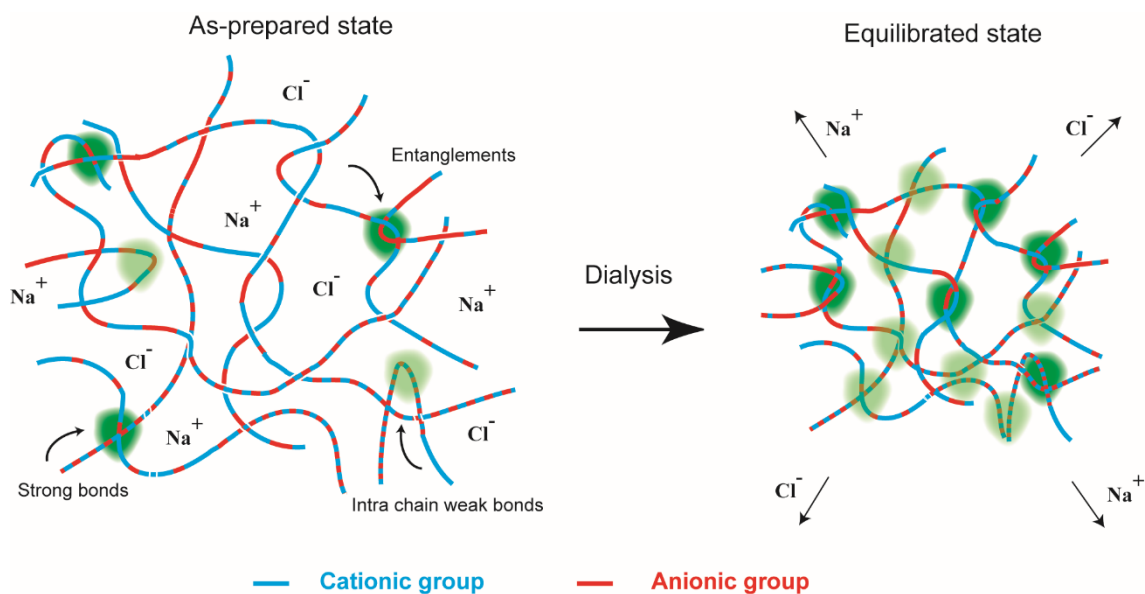 As-prepared state
Equilibrated state
Cl⁻
Na⁺
Cl⁻
Entanglements
Na⁺
Dialysis
Na⁺
Cl⁻
Na⁺
Cl⁻
Na⁺
Cl⁻
Strong bonds
Intra chain weak bonds
Cl⁻
Na⁺
Cationic group
Anionic group